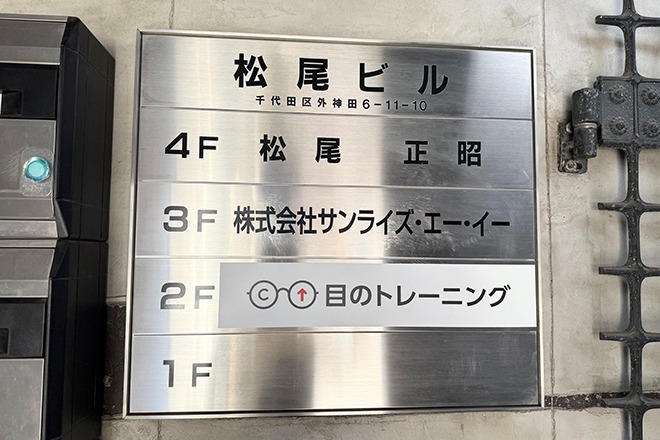 松尾ビル
千代田区外神田6-11-10
4F 松尾 正昭
3F 株式会社サンライズ・エー・イー
2F C 目のトレーニング
1F